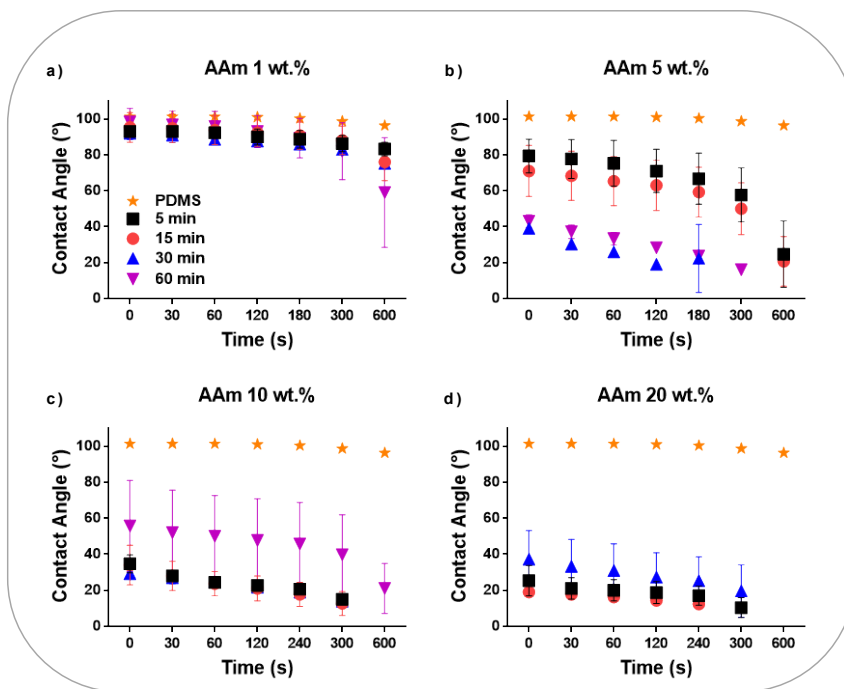 a) AAm 1 wt.%
Contact Angle (°)
100
80
60
40
20
0
PDMS
5 min
15 min
30 min
60 min
0 30 60 120 180 300 600
Time (s)
b) AAm 5 wt.%
Contact Angle (°)
100
80
60
40
20
0
0 30 60 120 180 300 600
Time (s)
c) AAm 10 wt.%
Contact Angle (°)
100
80
60
40
20
0
0 30 60 120 240 300 600
Time (s)
d) AAm 20 wt.%
Contact Angle (°)
100
80
60
40
20
0
0 30 60 120 240 300 600
Time (s)